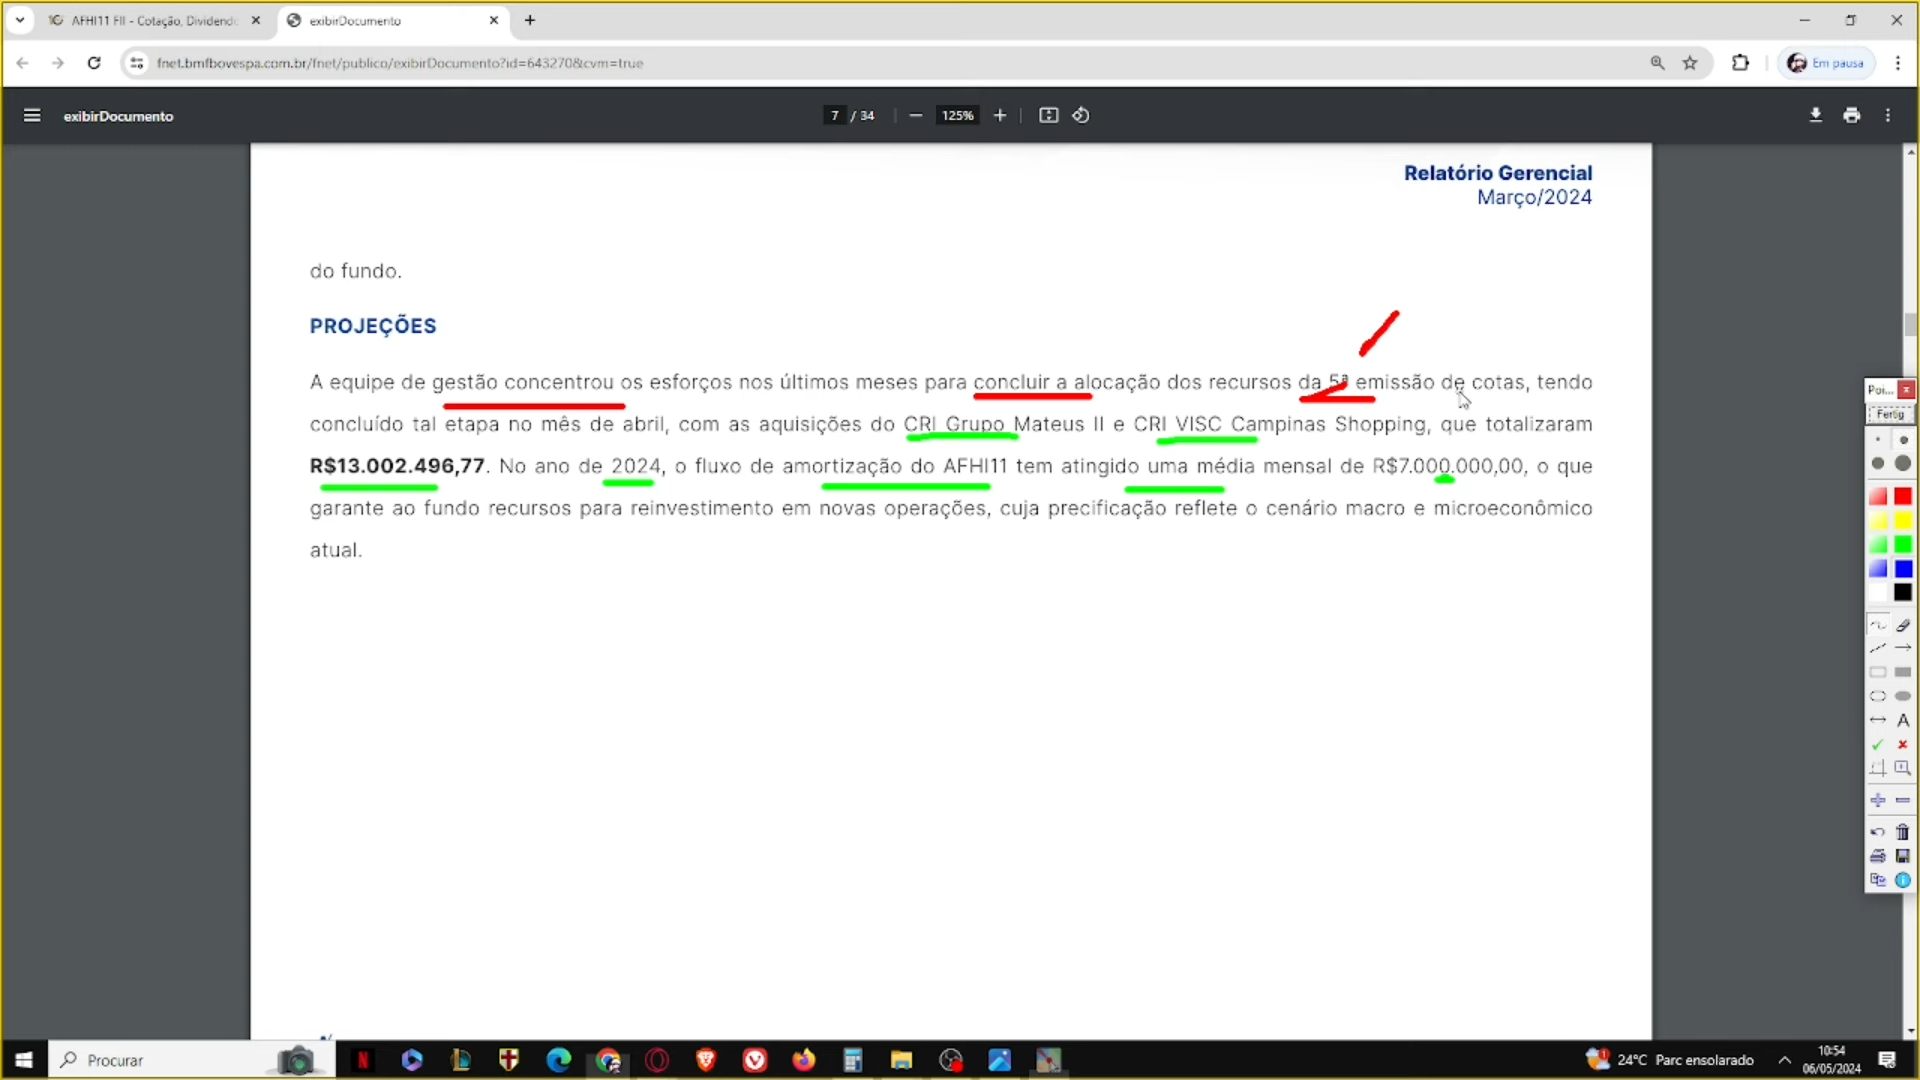 AFHI11 FII - Cotação, Dividendo
exibirDocumento
fnet.bmfbovespa.com.br/fnet/publico/exibirDocumento?id=643270&cvm=true
Em pausa
exibirDocumento
7 / 34
125%
Relatório Gerencial
Março/2024
do fundo.
PROJEÇÕES
A equipe de gestão concentrou os esforços nos últimos meses para concluir a alocação dos recursos da 5ª emissão de cotas, tendo
concluído tal etapa no mês de abril, com as aquisições do CRI Grupo Mateus II e CRI VISC Campinas Shopping, que totalizaram
R$13.002.496,77. No ano de 2024, o fluxo de amortização do AFHI11 tem atingido uma média mensal de R$7.000.000,00, o que
garante ao fundo recursos para reinvestimento em novas operações, cuja precificação reflete o cenário macro e microeconômico
atual.
Poi...
Fertig
A
Procurar
24°C Parc ensolarado
10:54
06/05/2024